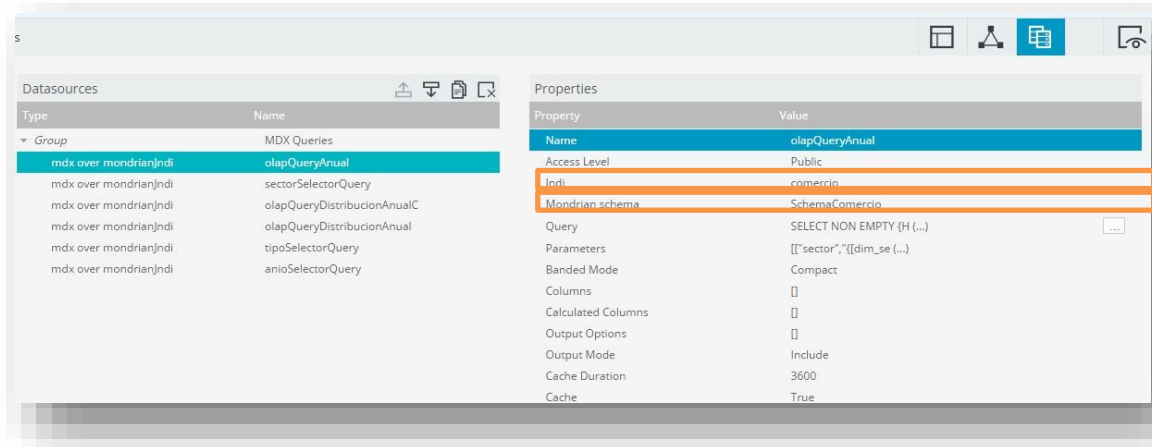 s
Datasources
Type Name
Group MDX Queries
mdx over mondrianJndi olapQueryAnual
mdx over mondrianJndi sectorSelectorQuery
mdx over mondrianJndi olapQueryDistribucionAnualC
mdx over mondrianJndi olapQueryDistribucionAnual
mdx over mondrianJndi tipoSelectorQuery
mdx over mondrianJndi anioSelectorQuery
Properties
Property Value
Name olapQueryAnual
Access Level Public
Jndi comercio
Mondrian schema SchemaComercio
Query SELECT NON EMPTY {H (...) ...
Parameters [["sector","{[dim_se (...)
Banded Mode Compact
Columns []
Calculated Columns []
Output Options []
Output Mode Include
Cache Duration 3600
Cache True